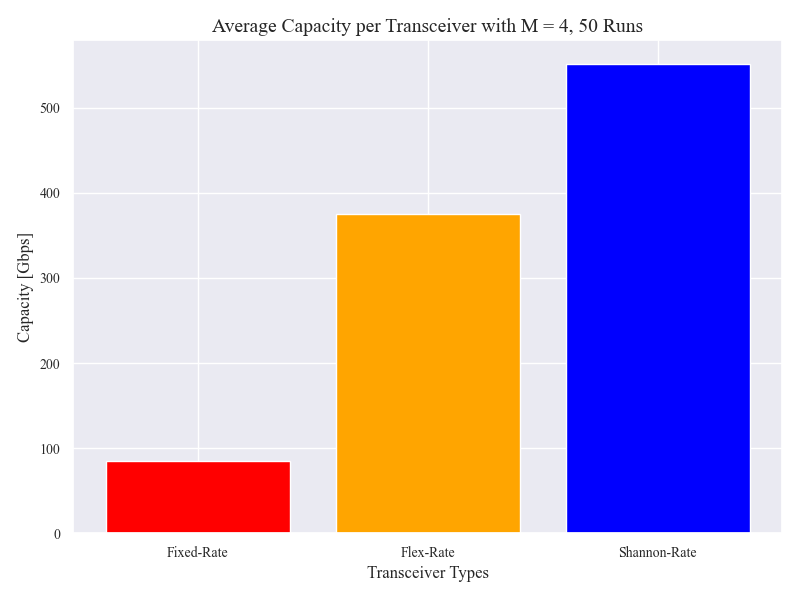 Average Capacity per Transceiver with M = 4, 50 Runs
Capacity [Gbps]
500
400
300
200
100
0
Fixed-Rate
Flex-Rate
Shannon-Rate
Transceiver Types